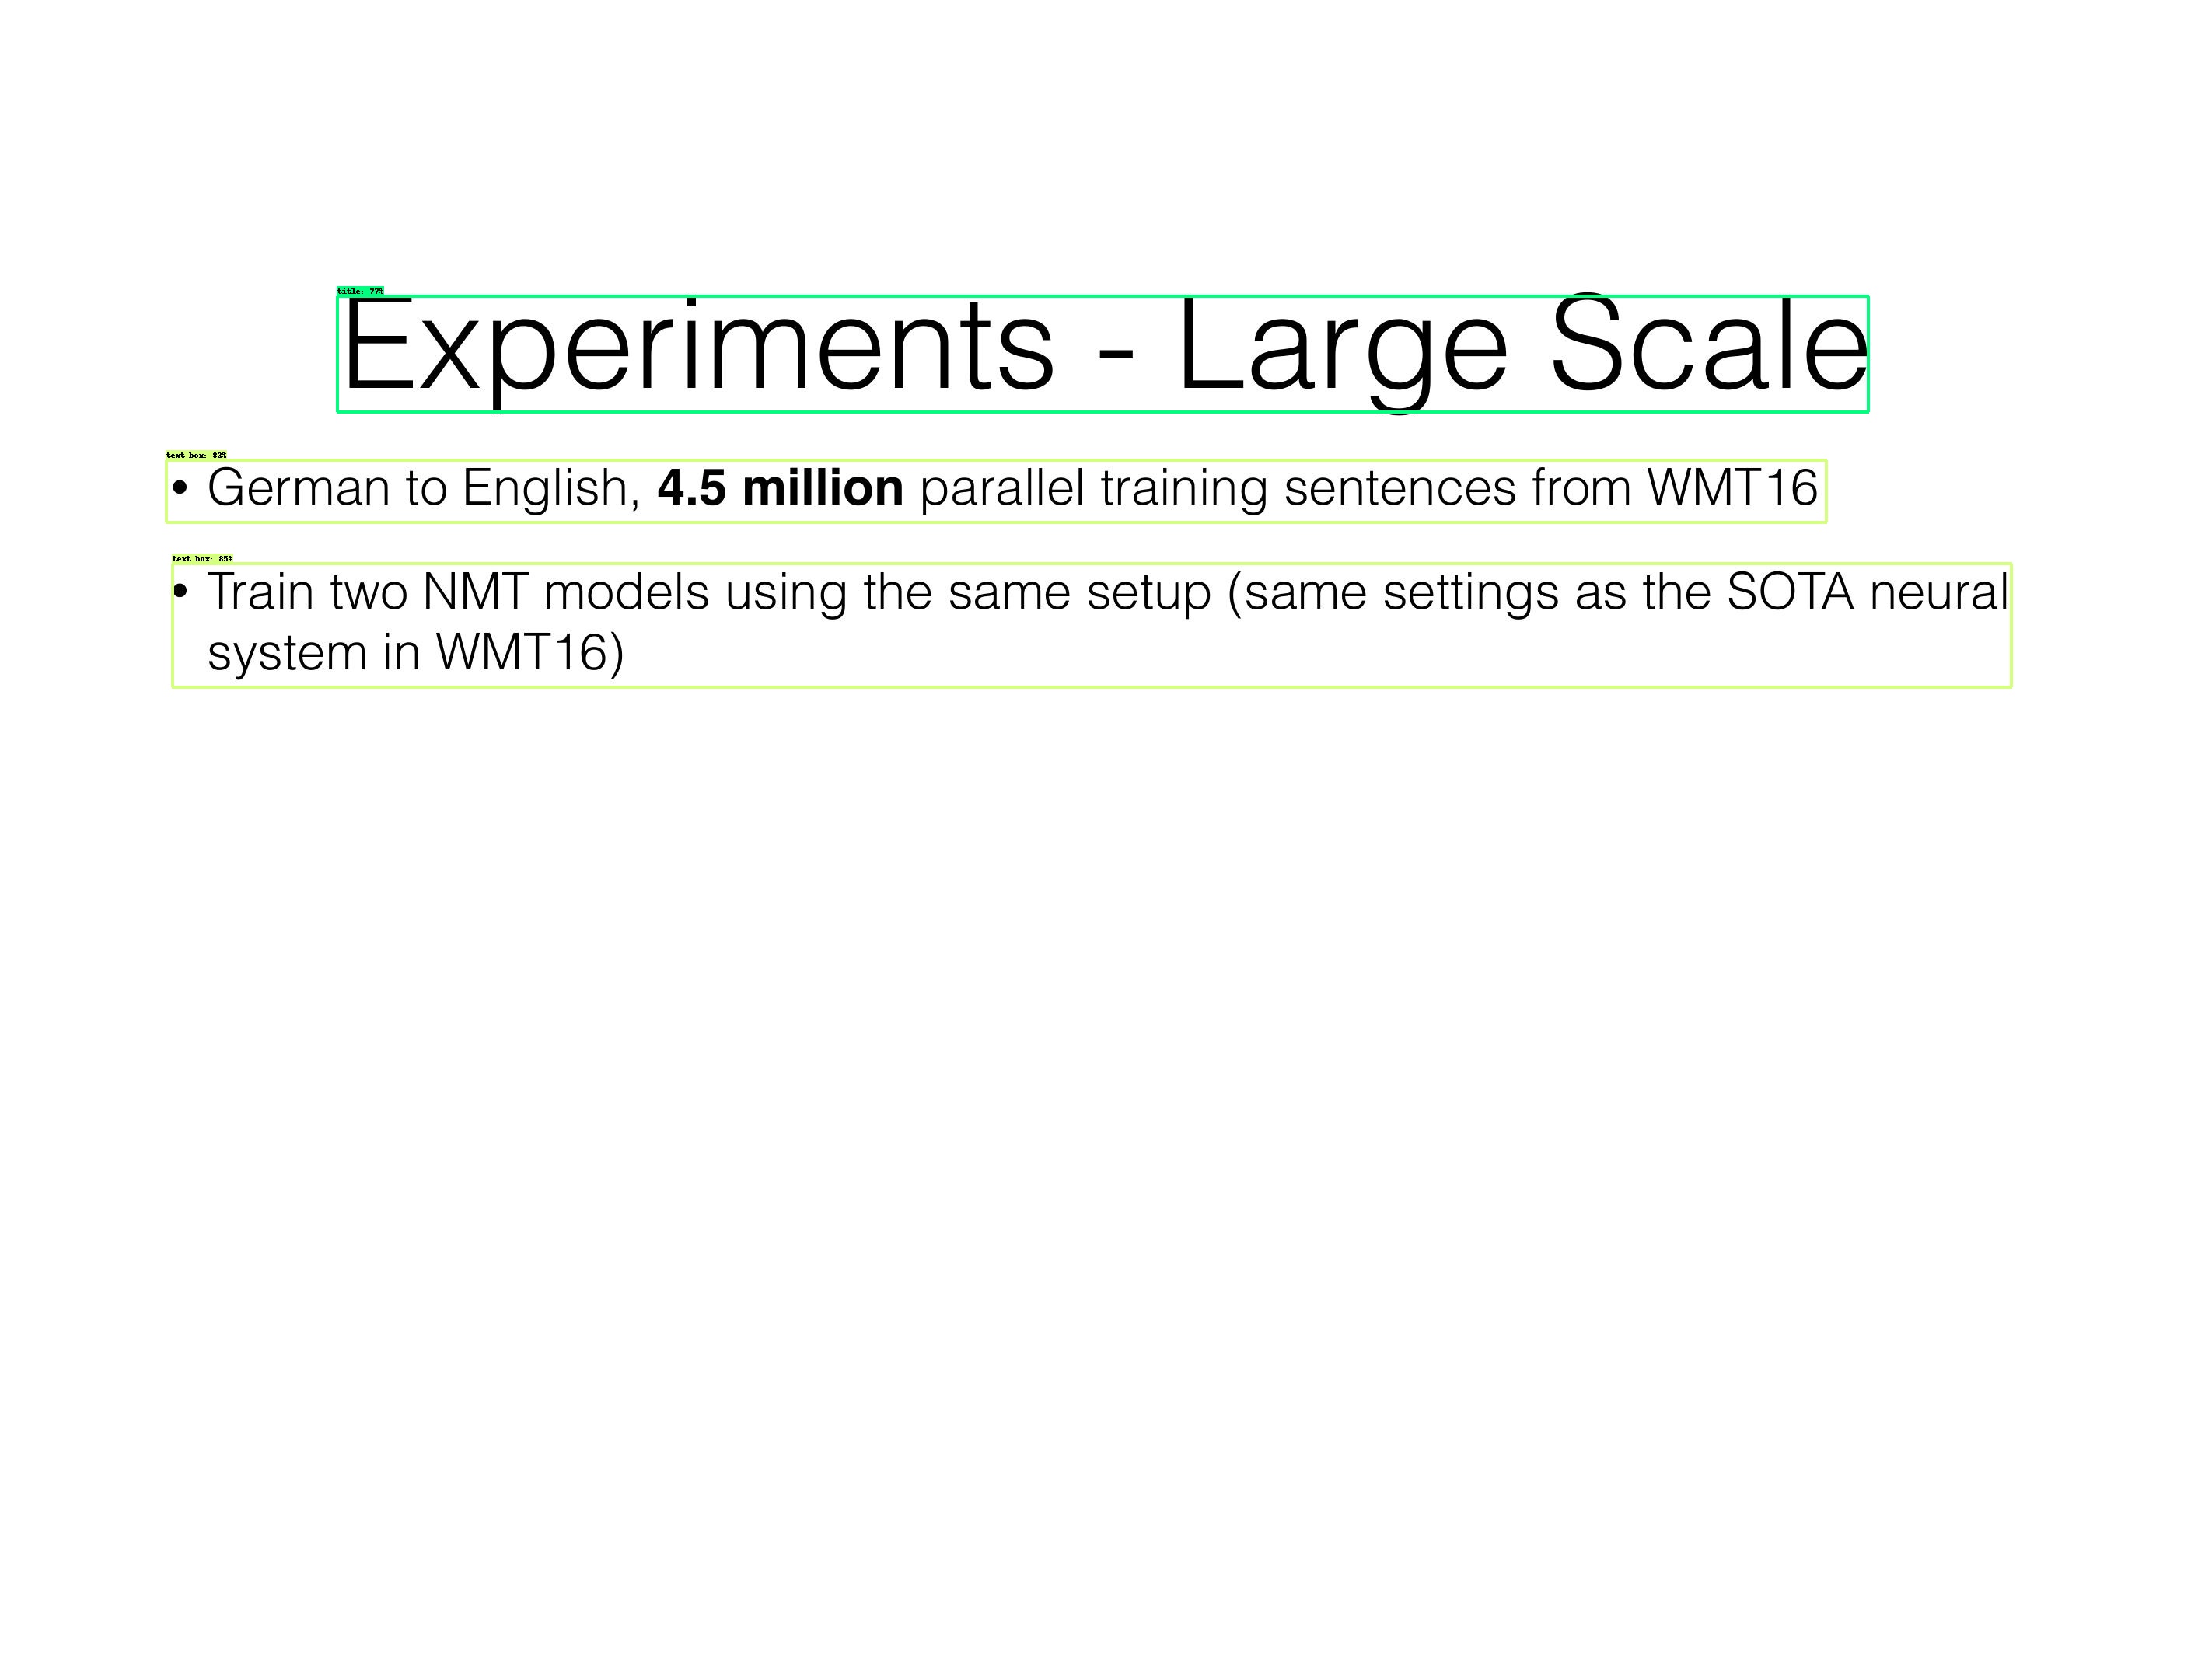 title: 77%
Experiments - Large Scale
text box: 82%
• German to English, 4.5 million parallel training sentences from WMT16
text box: 85%
• Train two NMT models using the same setup (same settings as the SOTA neural
system in WMT16)